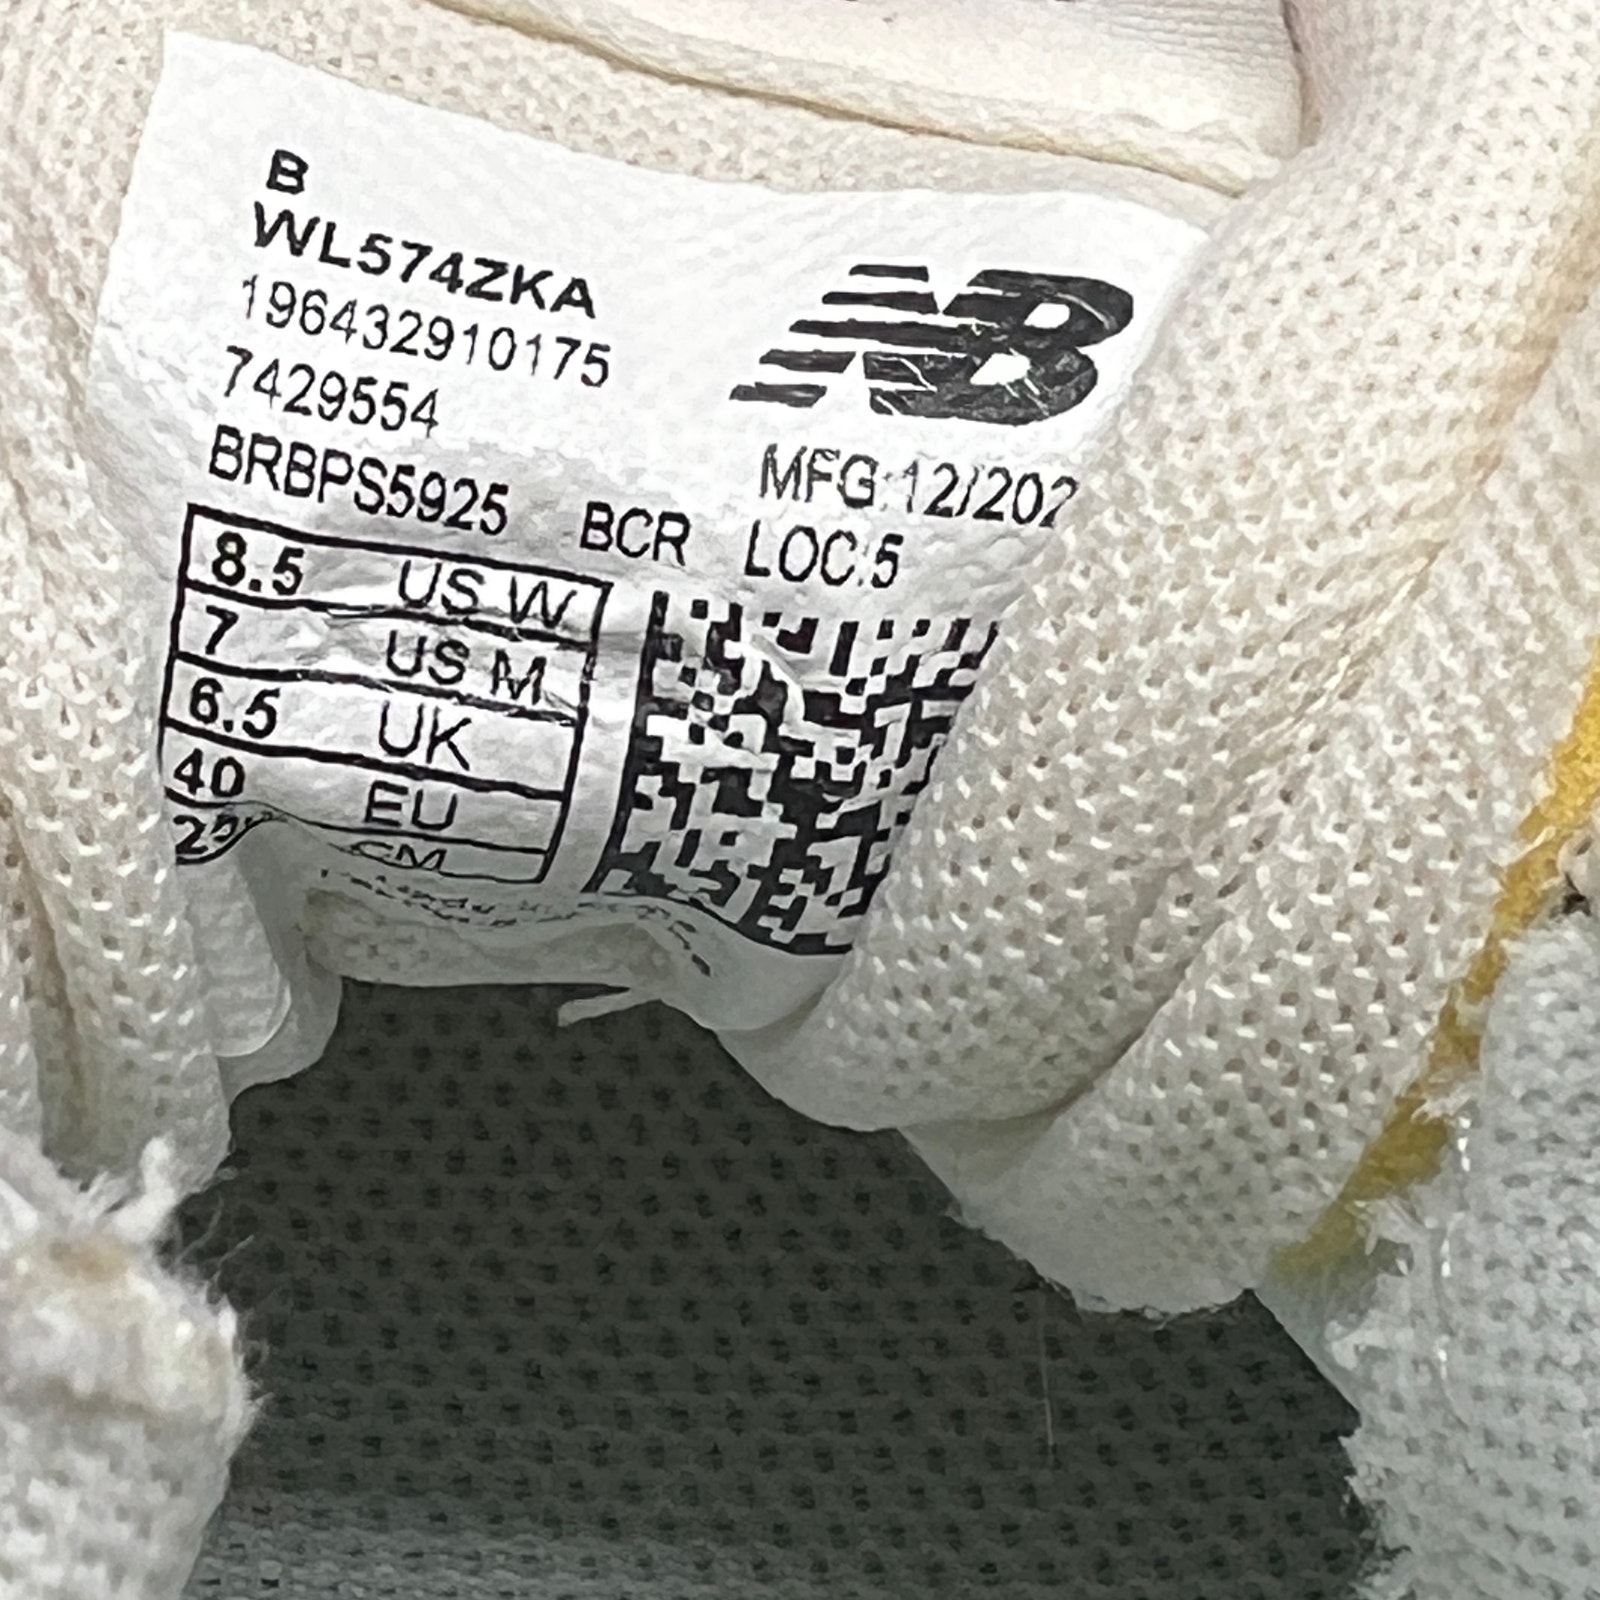 B
WL574ZKA
196432910175
7429554
BRBPS5925 BCR
NB
MFG:12/202
LOC:5
8.5 US W
7 US M
6.5 UK
40 EU
CM